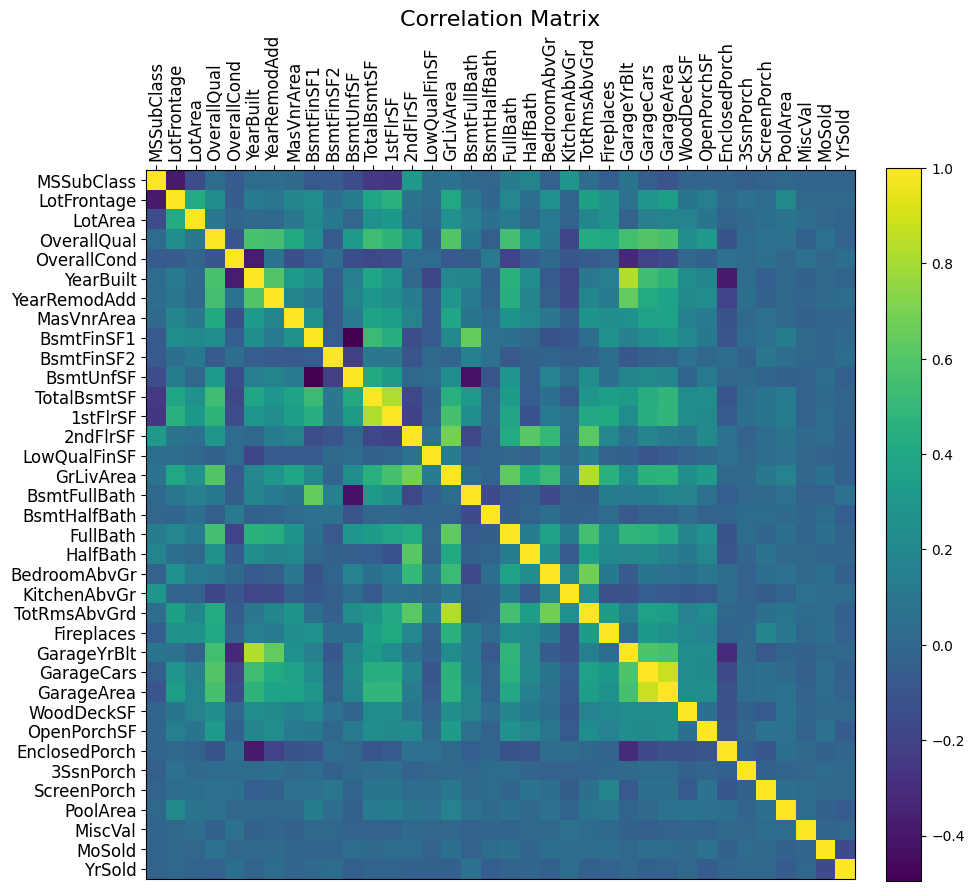 Correlation Matrix
MSSubClass
LotFrontage
LotArea
OverallQual
OverallCond
YearBuilt
YearRemodAdd
MasVnrArea
BsmtFinSF1
BsmtFinSF2
BsmtUnfSF
TotalBsmtSF
1stFlrSF
2ndFlrSF
LowQualFinSF
GrLivArea
BsmtFullBath
BsmtHalfBath
FullBath
HalfBath
BedroomAbvGr
KitchenAbvGr
TotRmsAbvGrd
Fireplaces
GarageYrBlt
GarageCars
GarageArea
WoodDeckSF
OpenPorchSF
EnclosedPorch
3SsnPorch
ScreenPorch
PoolArea
MiscVal
MoSold
YrSold
MSSubClass
LotFrontage
LotArea
OverallQual
OverallCond
YearBuilt
YearRemodAdd
MasVnrArea
BsmtFinSF1
BsmtFinSF2
BsmtUnfSF
TotalBsmtSF
1stFlrSF
2ndFlrSF
LowQualFinSF
GrLivArea
BsmtFullBath
BsmtHalfBath
FullBath
HalfBath
BedroomAbvGr
KitchenAbvGr
TotRmsAbvGrd
Fireplaces
GarageYrBlt
GarageCars
GarageArea
WoodDeckSF
OpenPorchSF
EnclosedPorch
3SsnPorch
ScreenPorch
PoolArea
MiscVal
MoSold
YrSold
1.0
0.8
0.6
0.4
0.2
0.0
−0.2
−0.4